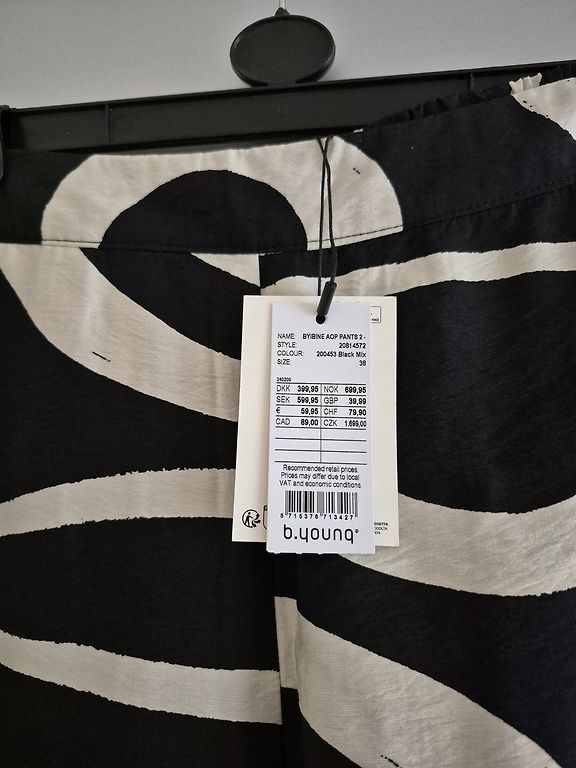 NAME: BYIBINE AOP PANTS 2 -
STYLE: 20814572
COLOUR: 200453 Black Mix
SIZE: 38
240200
DKK 399,95 NOK 699,95
SEK 599,95 GBP 39,99
€ 59,95 CHF 79,90
CAD 89,00 CZK 1.699,00
Recommended retail prices.
Prices may differ due to local
VAT and economic conditions
5 715376 713427
b.young®